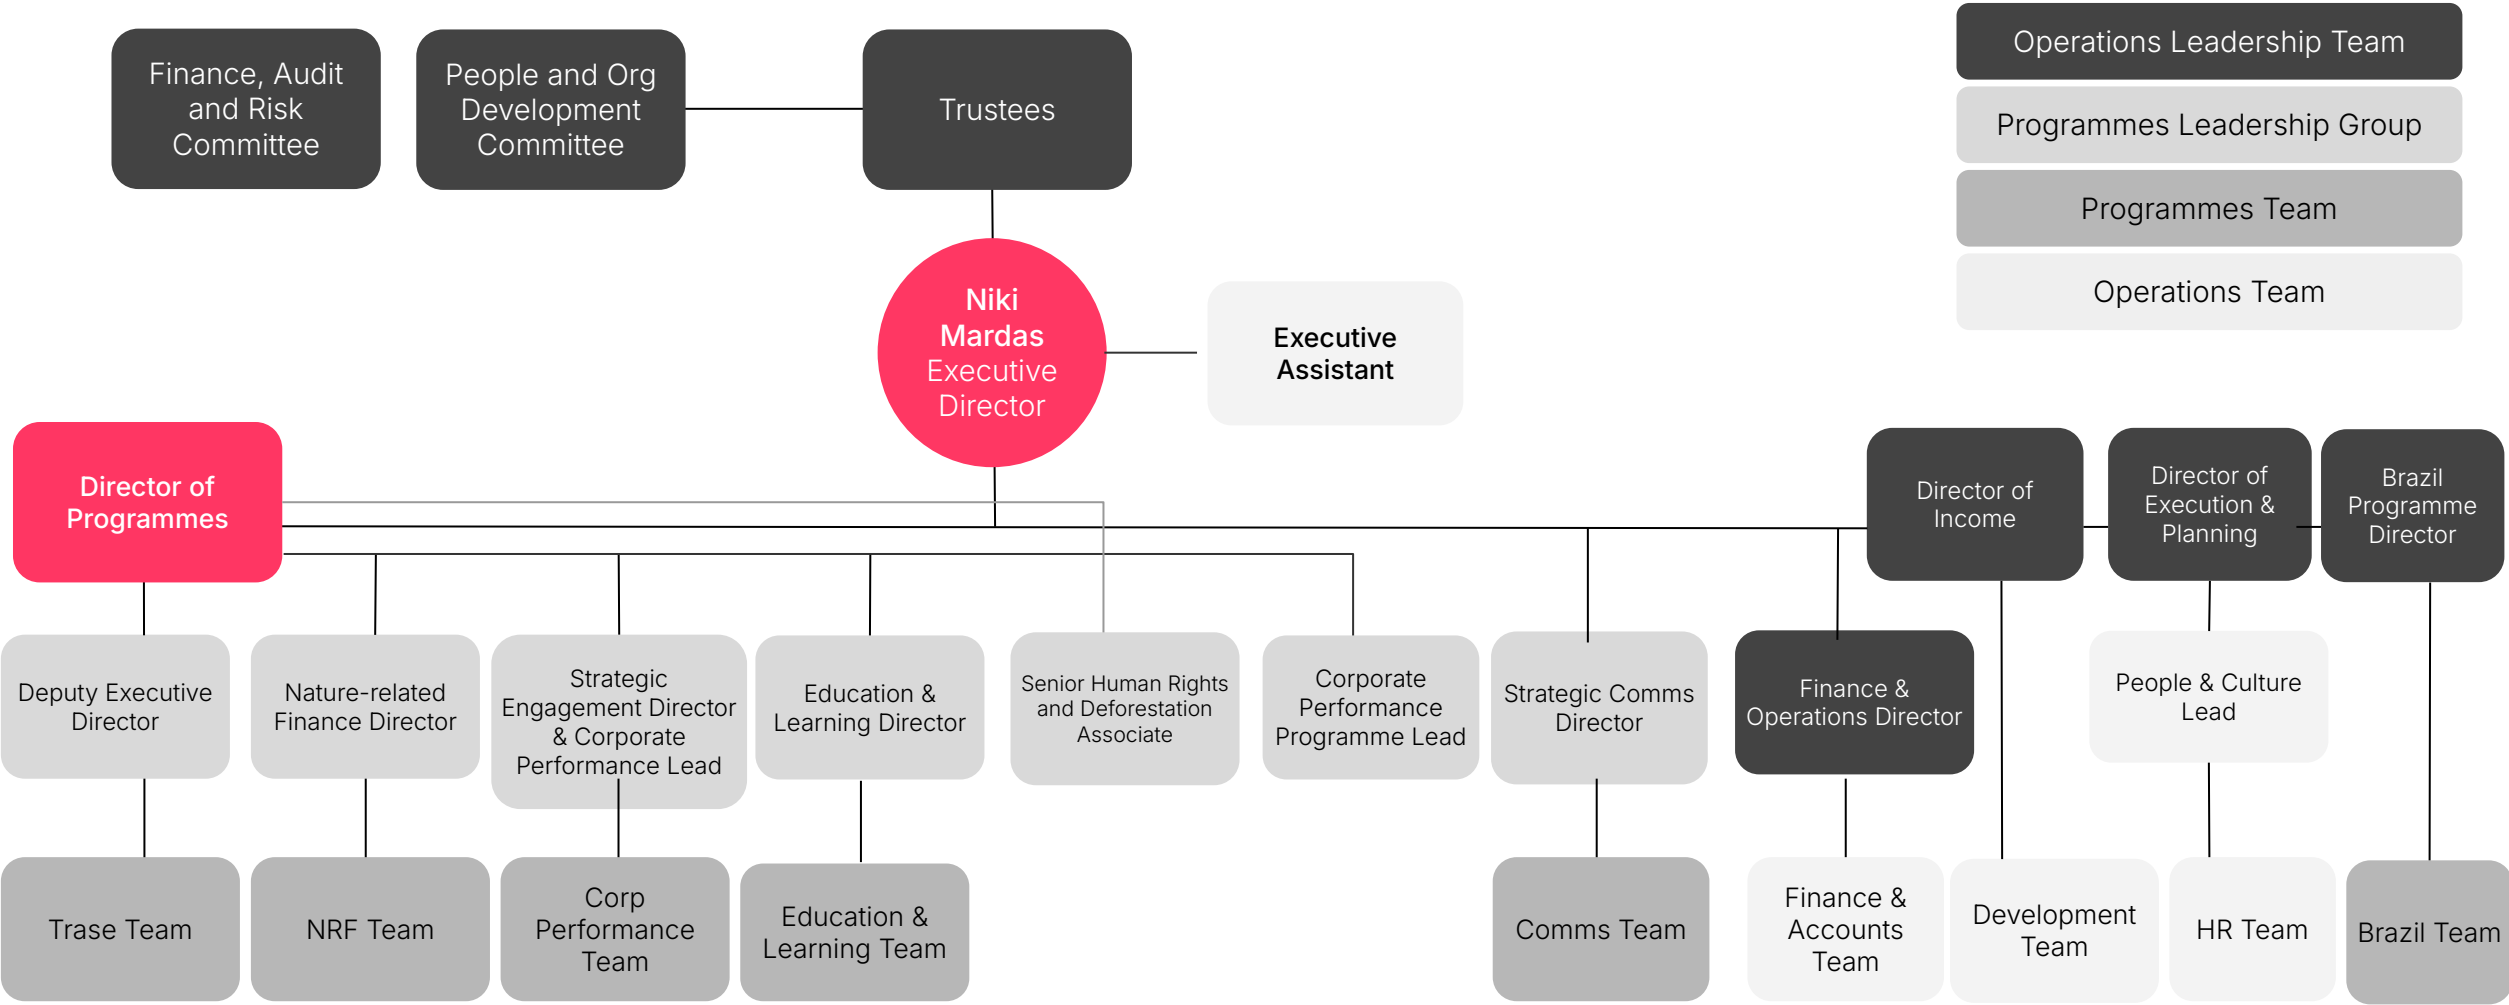 Finance, Audit
and Risk
Committee
People and Org
Development
Committee
Trustees
Operations Leadership Team
Programmes Leadership Group
Programmes Team
Operations Team
Niki
Mardas
Executive
Director
Executive
Assistant
Director of
Programmes
Director of
Income
Director of
Execution &
Planning
Brazil
Programme
Director
Deputy Executive
Director
Nature-related
Finance Director
Strategic
Engagement Director
& Corporate
Performance Lead
Education &
Learning Director
Senior Human Rights
and Deforestation
Associate
Corporate
Performance
Programme Lead
Strategic Comms
Director
Finance &
Operations Director
People & Culture
Lead
Trase Team
NRF Team
Corp
Performance
Team
Education &
Learning Team
Comms Team
Finance &
Accounts
Team
Development
Team
HR Team
Brazil Team